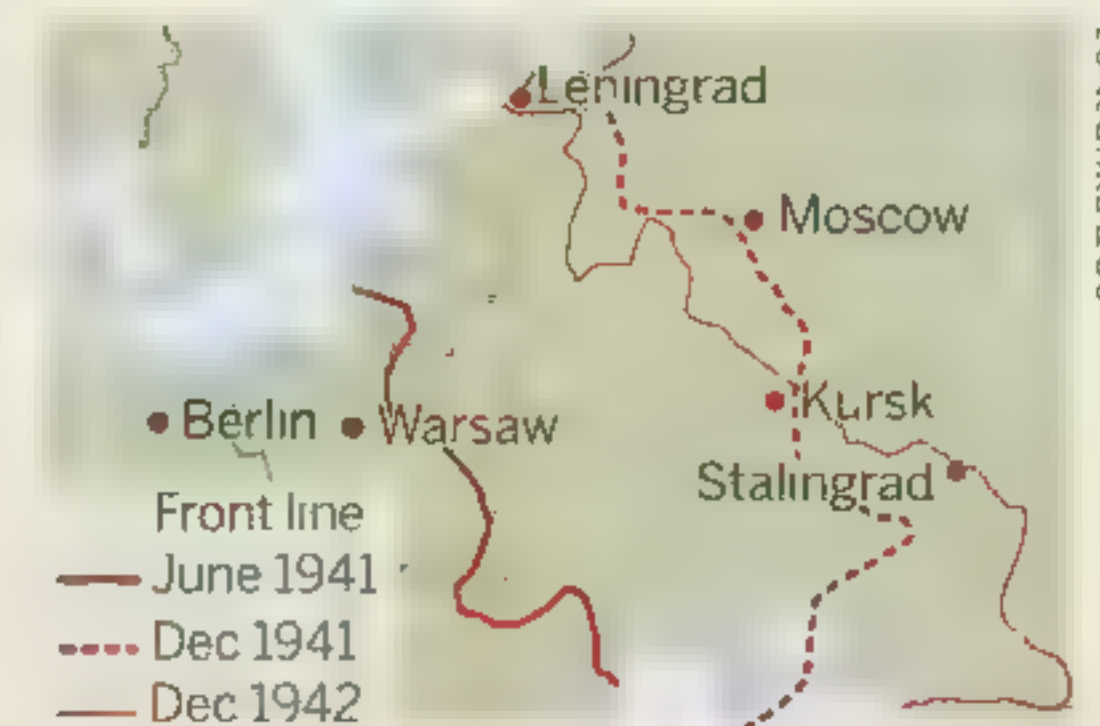 Leningrad
Moscow
Berlin
Warsaw
Kursk
Stalingrad
Front line
June 1941
Dec 1941
Dec 1942